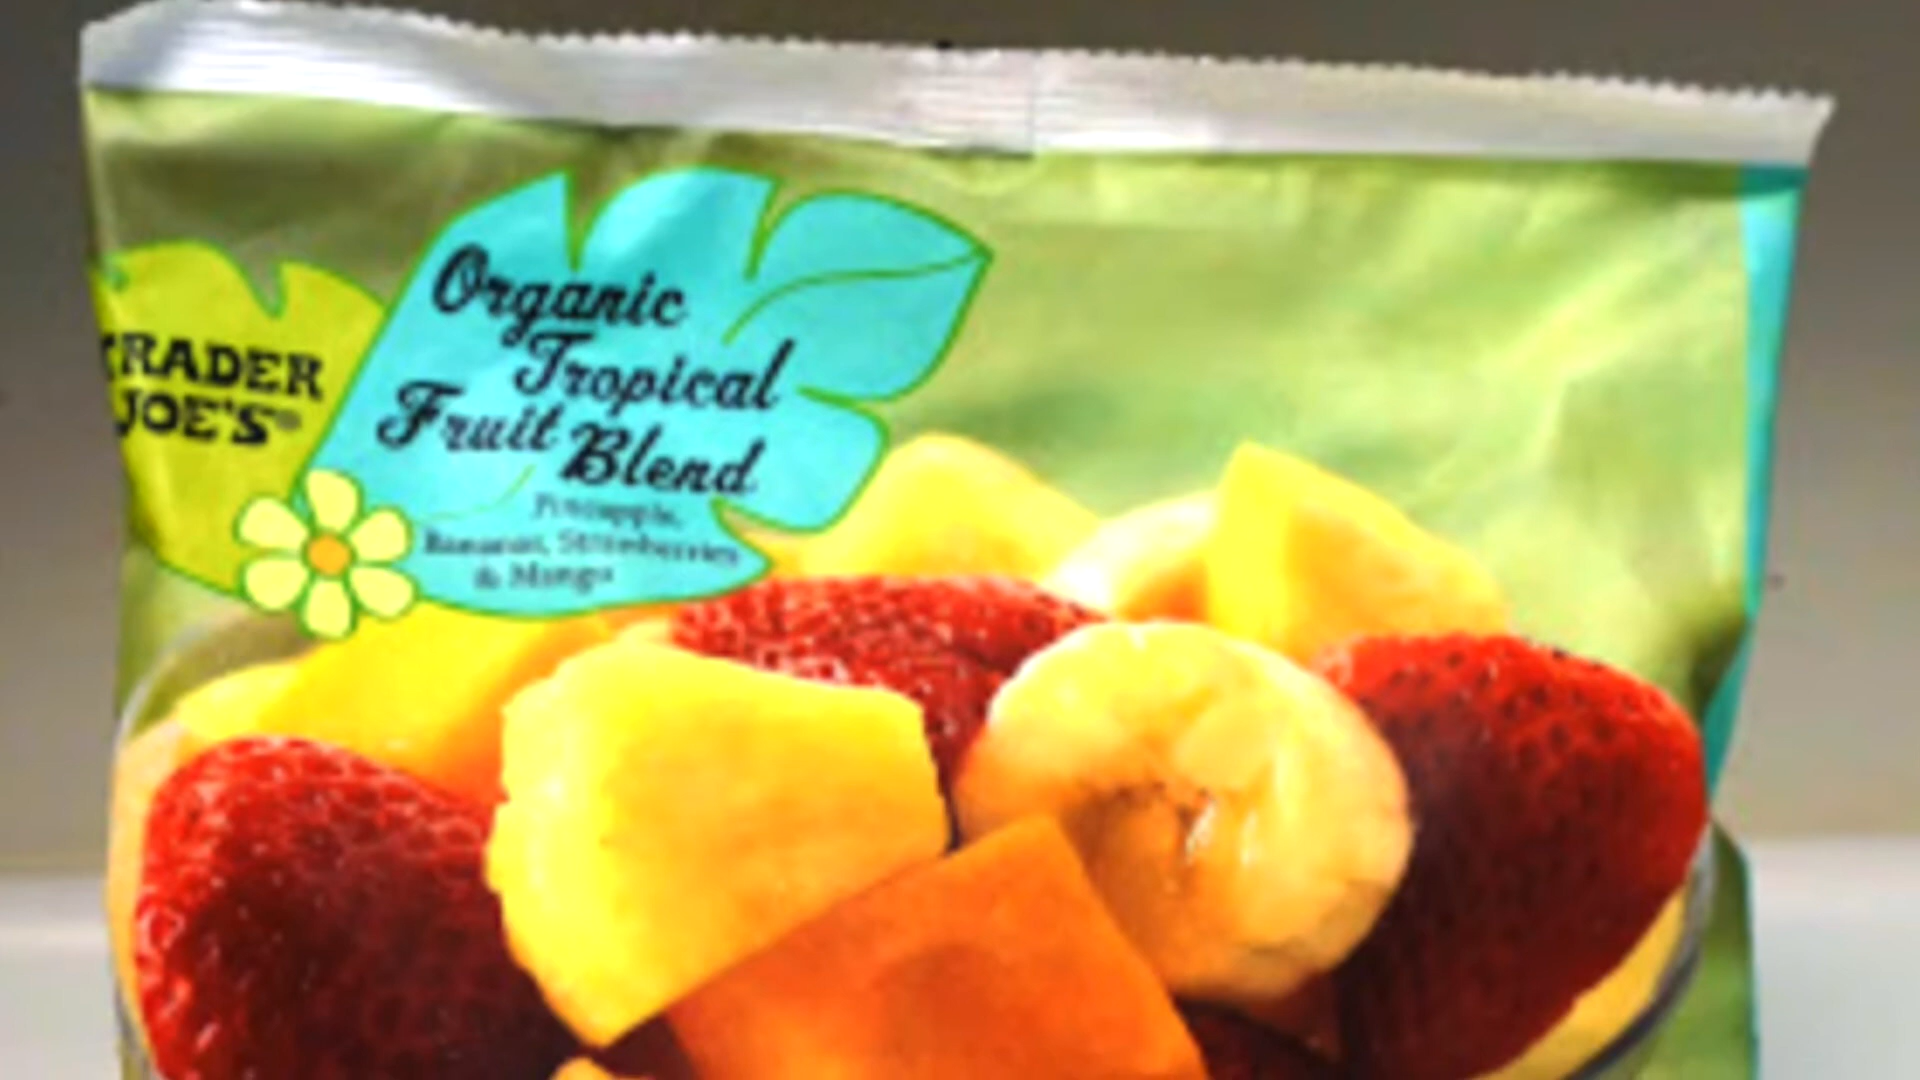 TRADER
JOE'S®
Organic
Tropical
Fruit Blend
Pineapple,
Bananas, Strawberries
& Mango